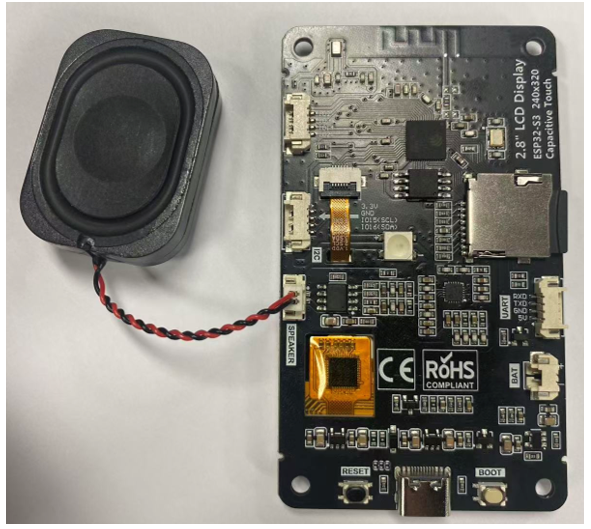 2.8" LCD Display
ESP32-S3 240x320
Capacitive Touch
3.3V
GND
IO15(SCL)
IO16(SDA)
I2C
SPEAKER
UART
RXD
TXD
GND
5V
BAT
CE
RoHS
COMPLIANT
RESET
BOOT